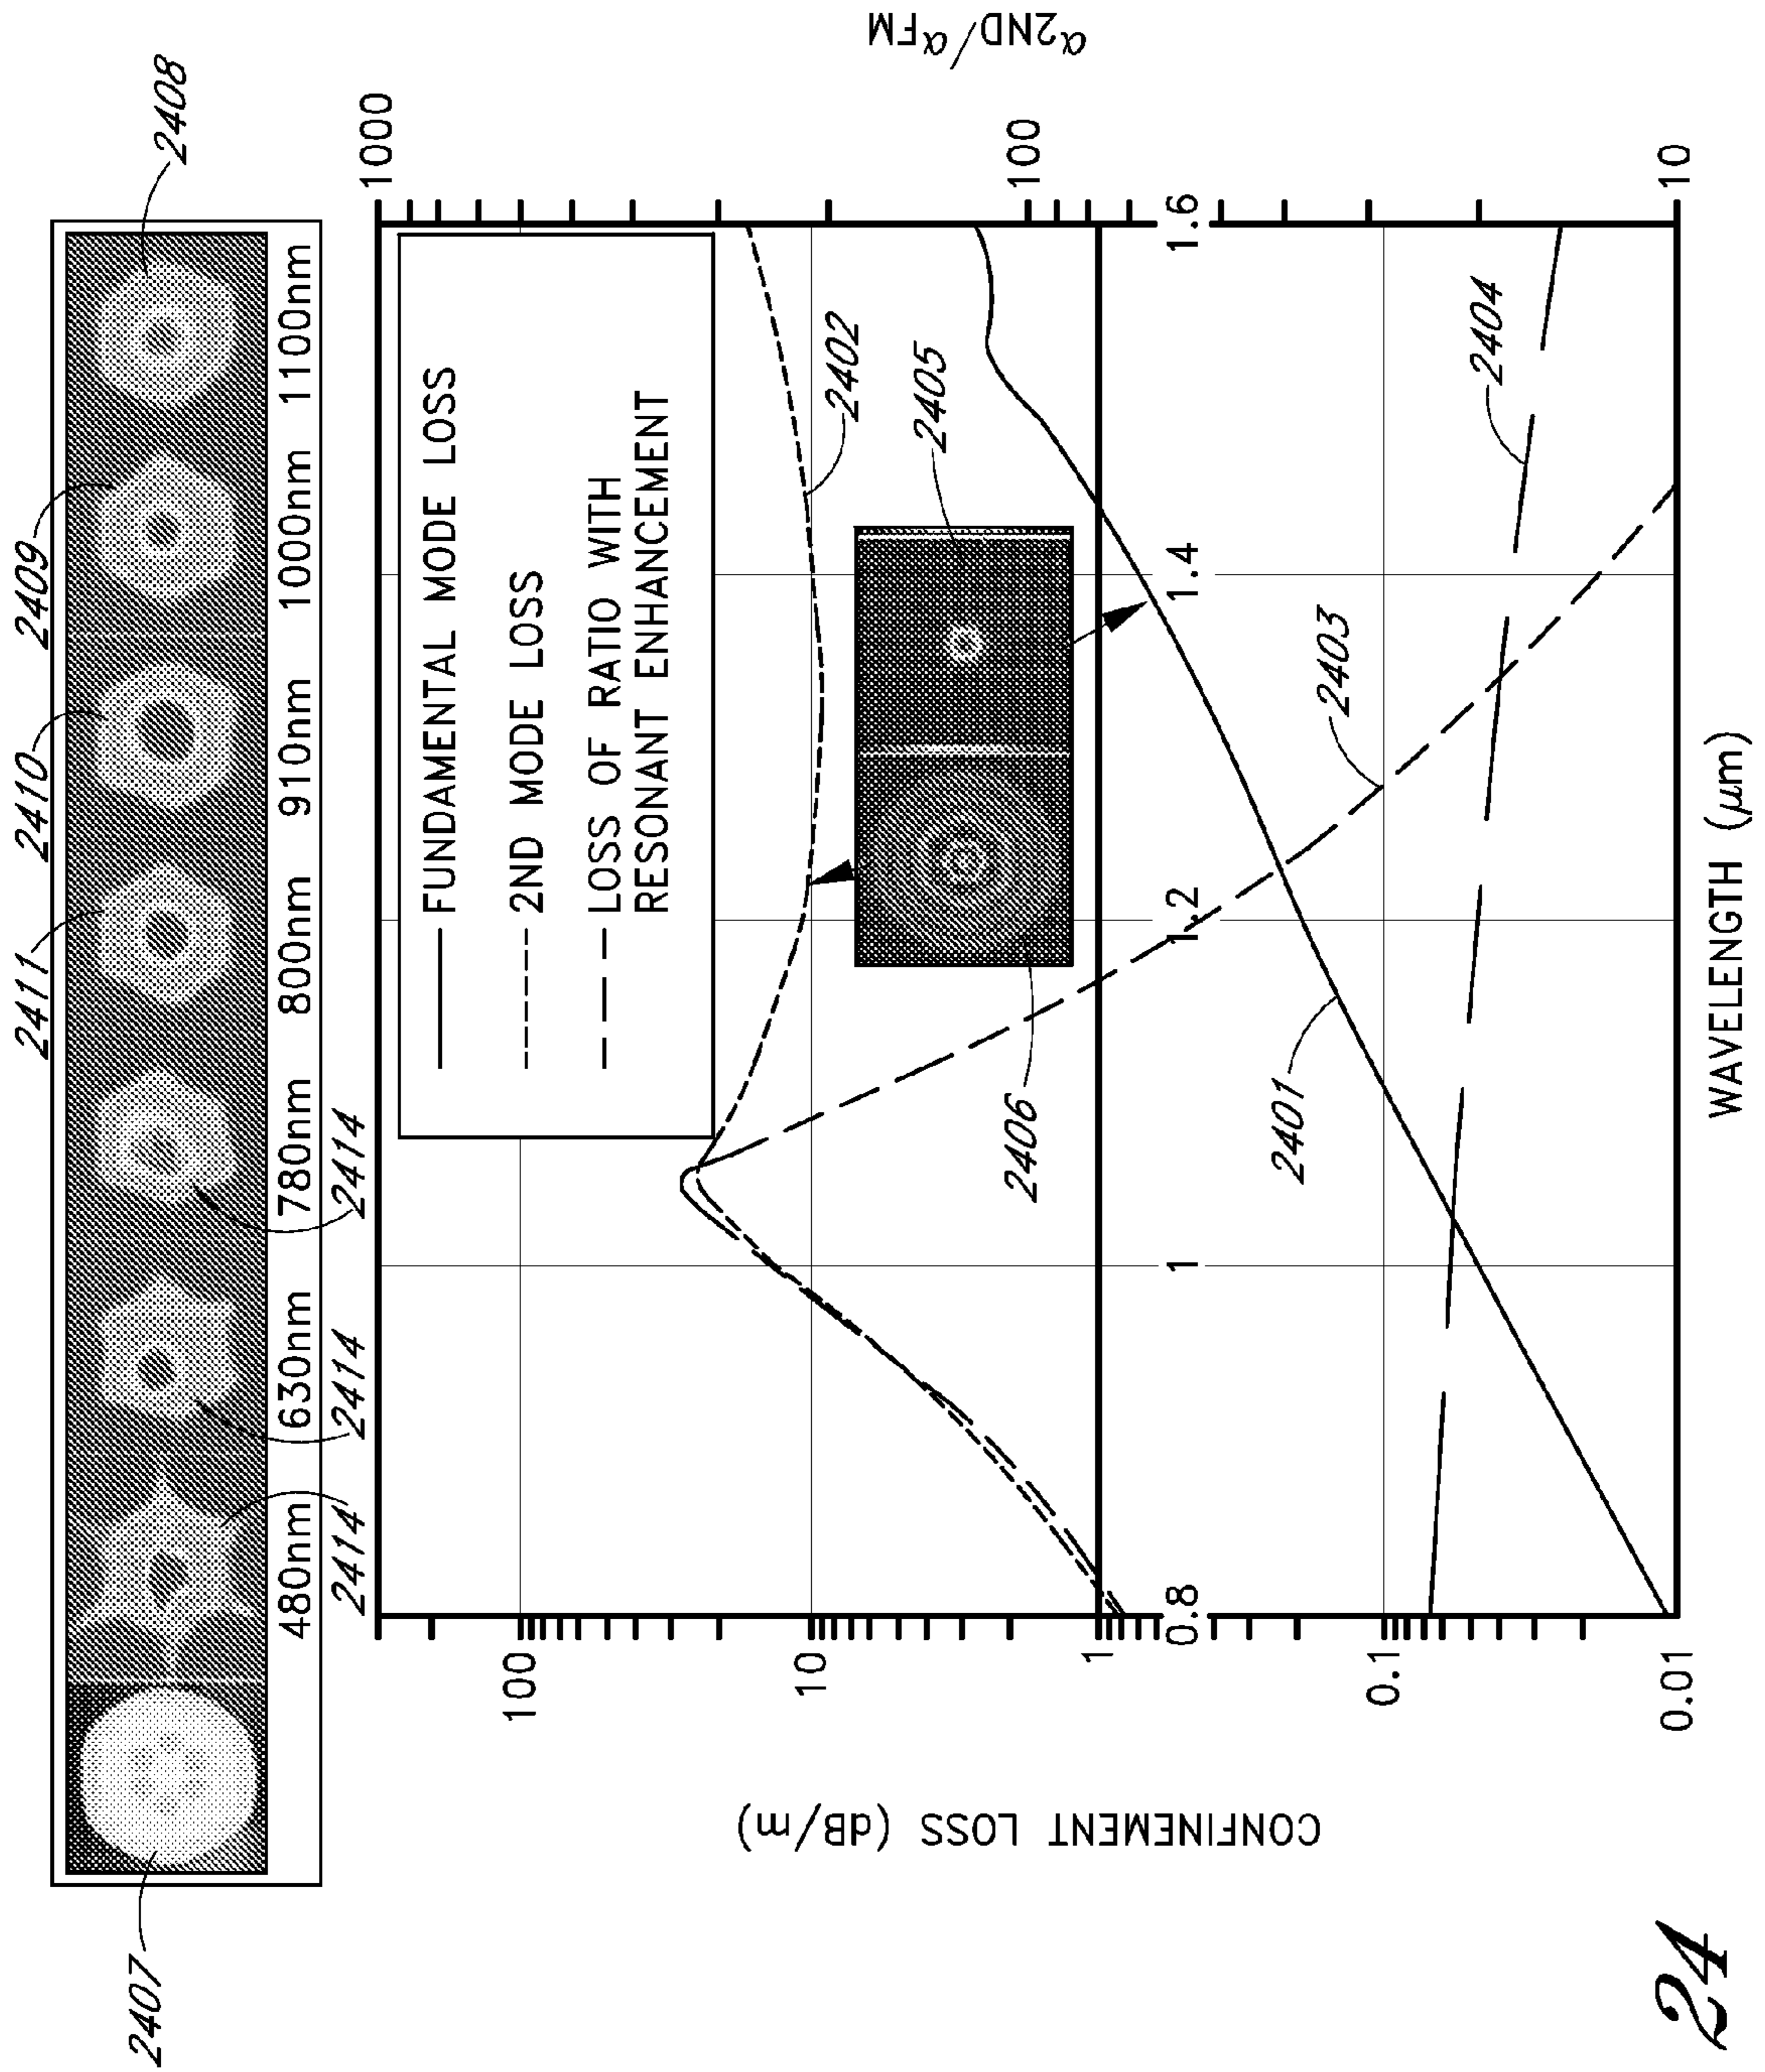 2407
2408
2409
2410
2411
480nm 630nm 780nm 800nm 910nm 1000nm 1100nm
2414 2414 2414
FUNDAMENTAL MODE LOSS
2ND MODE LOSS
LOSS OF RATIO WITH
RESONANT ENHANCEMENT
CONFINEMENT LOSS (dB/m)
100
10
1
0.1
0.01
1000
100
10
α2ND/αFM
2402
2405
2406
2403
2404
2401
0.8 1 1.2 1.4 1.6
WAVELENGTH (μm)
24